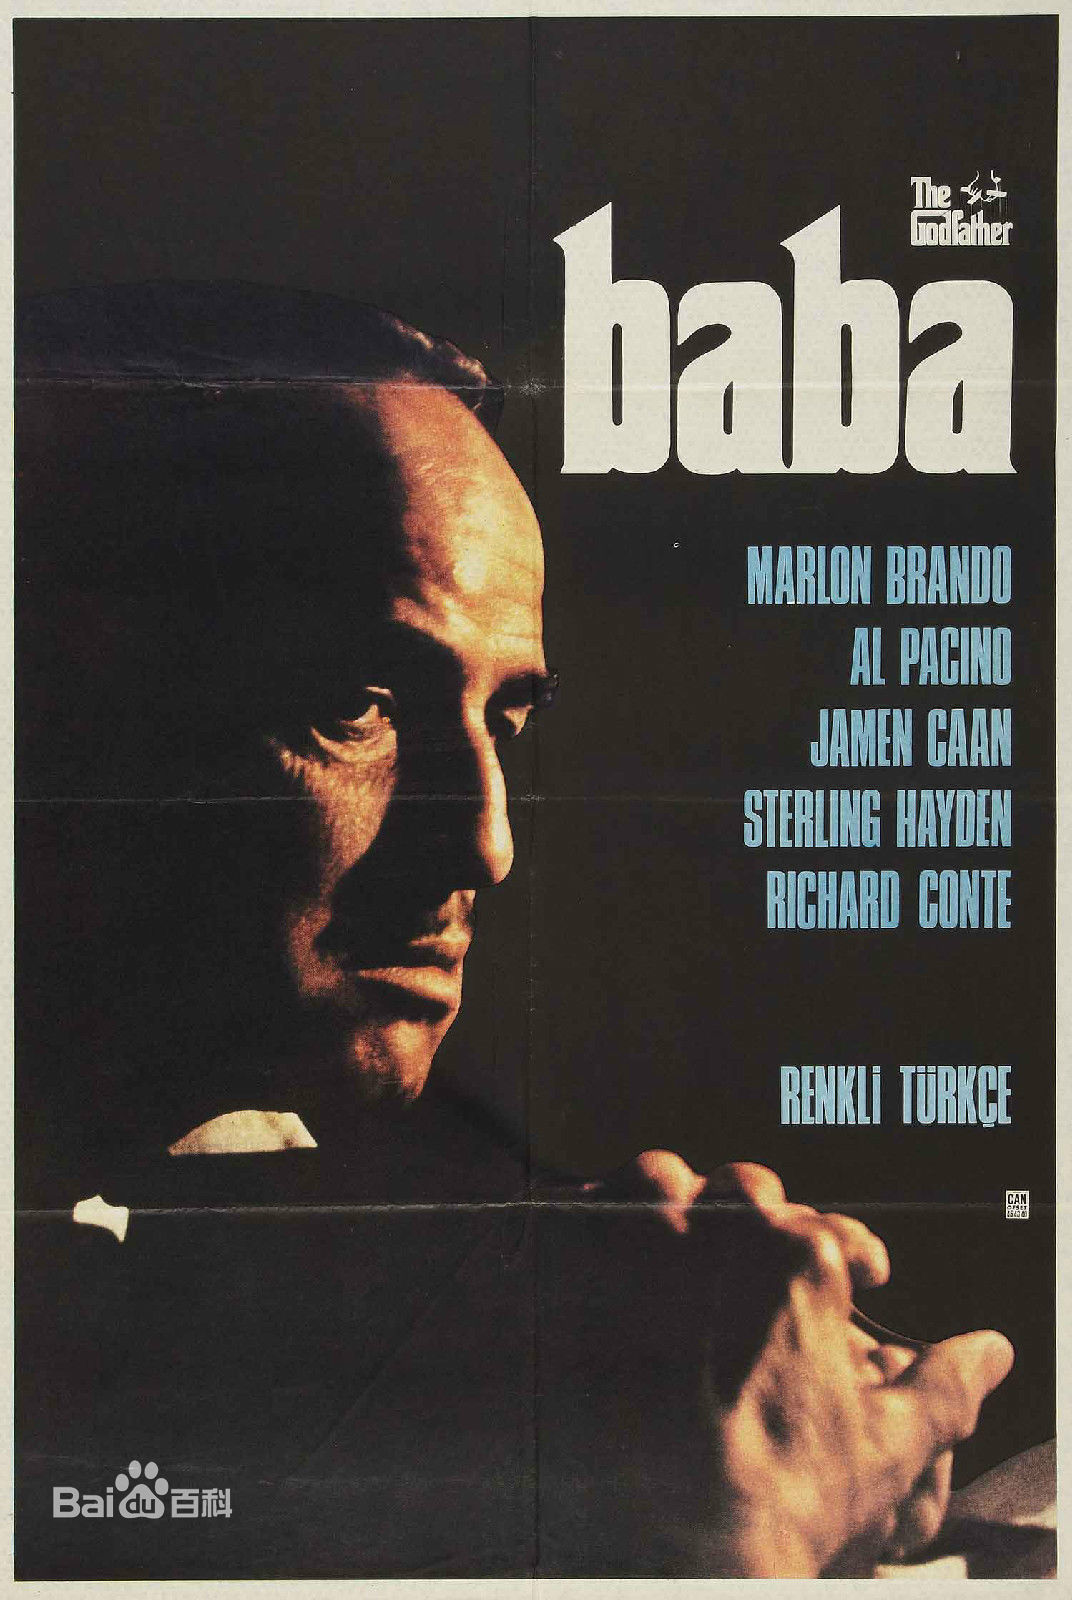 The
Godfather
baba
MARLON BRANDO
AL PACINO
JAMEN CAAN
STERLING HAYDEN
RICHARD CONTE
RENKLİ TÜRKÇE
CAN
OFSET
Baidu百科